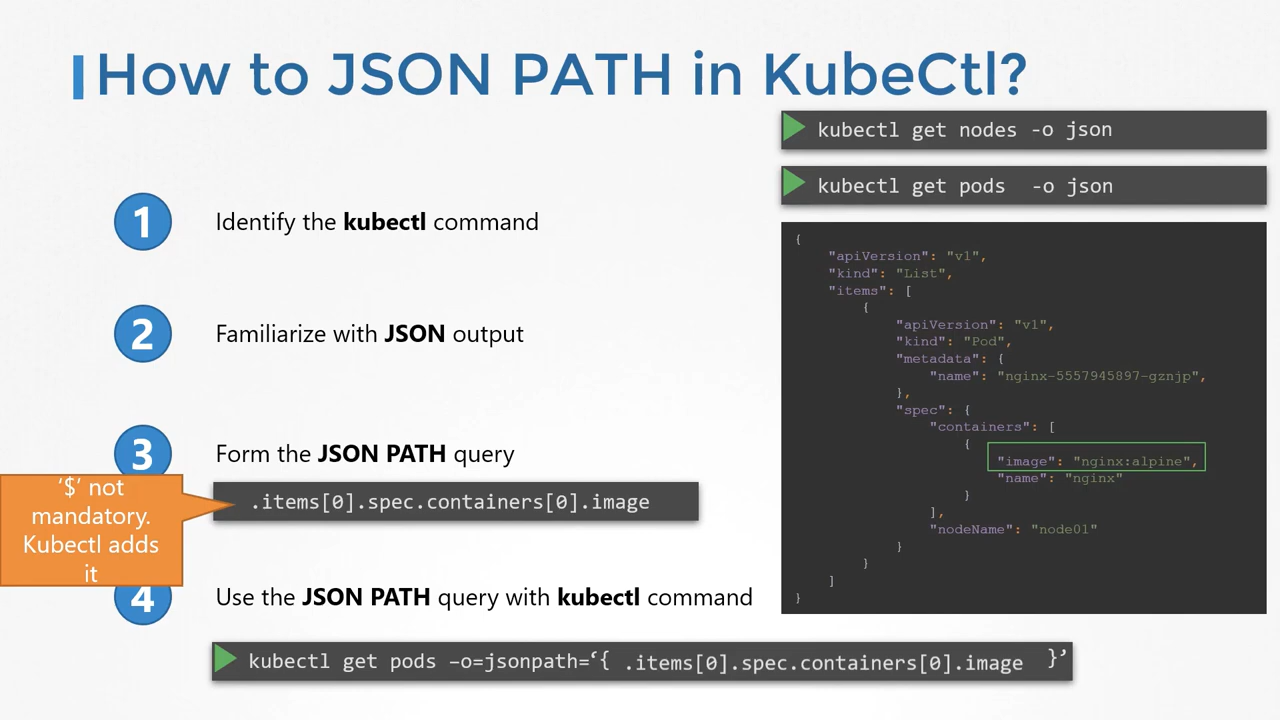 How to JSON PATH in KubeCtl?
kubectl get nodes -o json
kubectl get pods  -o json
1
Identify the kubectl command
2
Familiarize with JSON output
3
Form the JSON PATH query
'$' not
mandatory.
Kubectl adds
it
.items[0].spec.containers[0].image
4
Use the JSON PATH query with kubectl command
kubectl get pods –o=jsonpath=‘{ .items[0].spec.containers[0].image }’
{
"apiVersion": "v1",
"kind": "List",
"items": [
{
"apiVersion": "v1",
"kind": "Pod",
"metadata": {
"name": "nginx-5557945897-gznjp",
},
"spec": {
"containers": [
{
"image": "nginx:alpine",
"name": "nginx"
}
],
"nodeName": "node01"
}
}
]
}